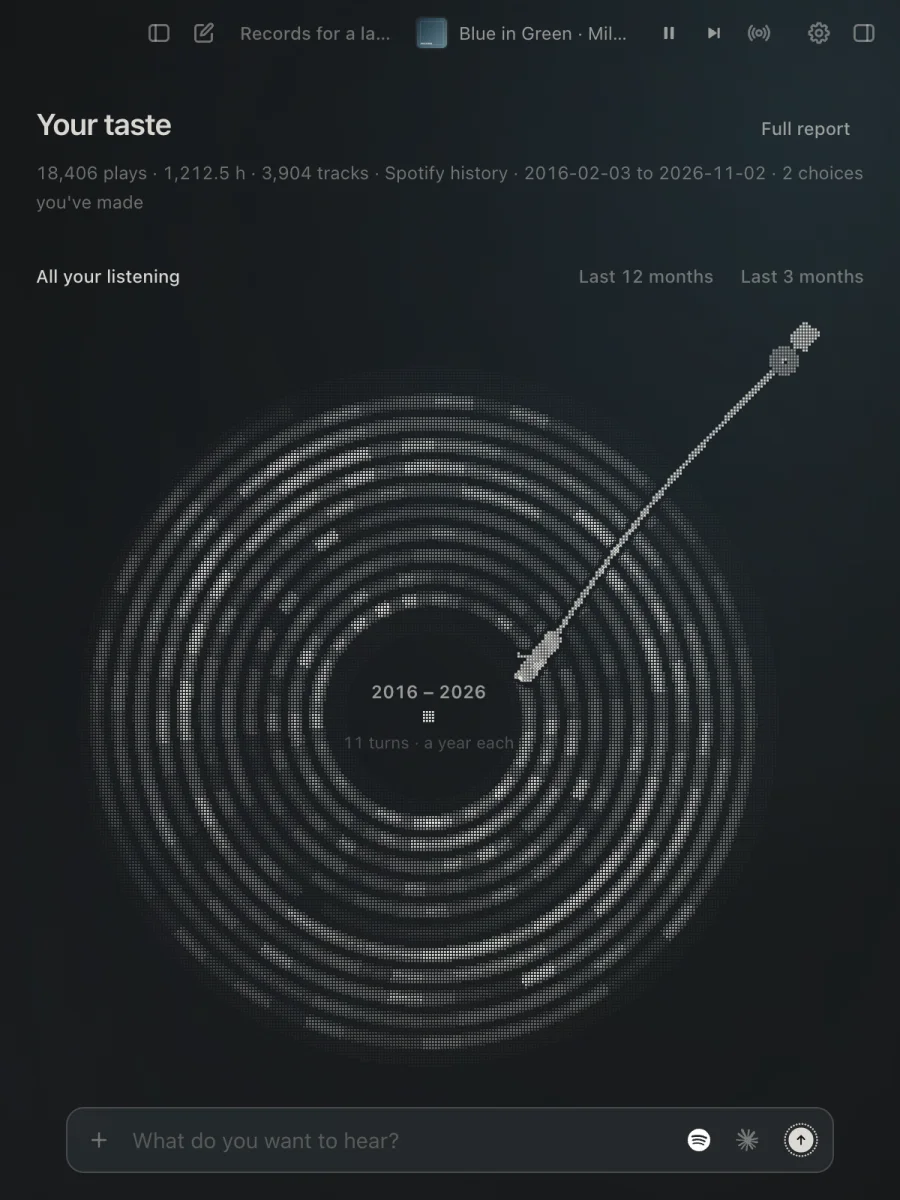 Records for a la...
Blue in Green · Mil...
Your taste
Full report
18,406 plays · 1,212.5 h · 3,904 tracks · Spotify history · 2016-02-03 to 2026-11-02 · 2 choices
you've made
All your listening
Last 12 months
Last 3 months
2016 – 2026
11 turns · a year each
What do you want to hear?